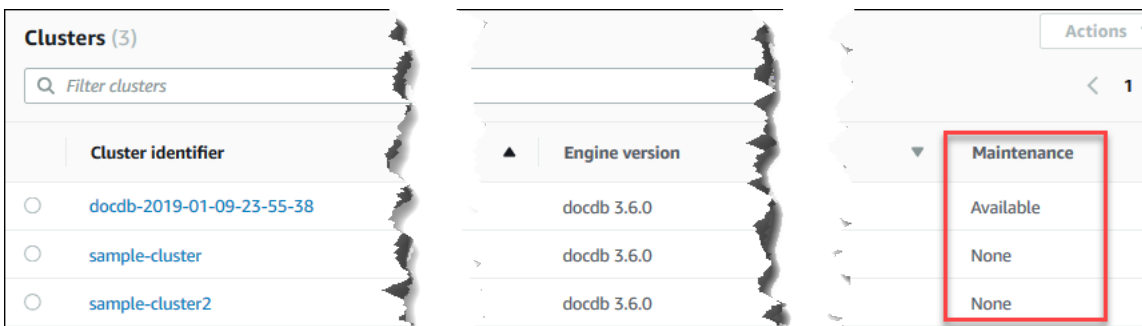 Clusters (3)
Actions
Filter clusters
1
Cluster identifier Engine version Maintenance
docdb-2019-01-09-23-55-38 docdb 3.6.0 Available
sample-cluster docdb 3.6.0 None
sample-cluster2 docdb 3.6.0 None